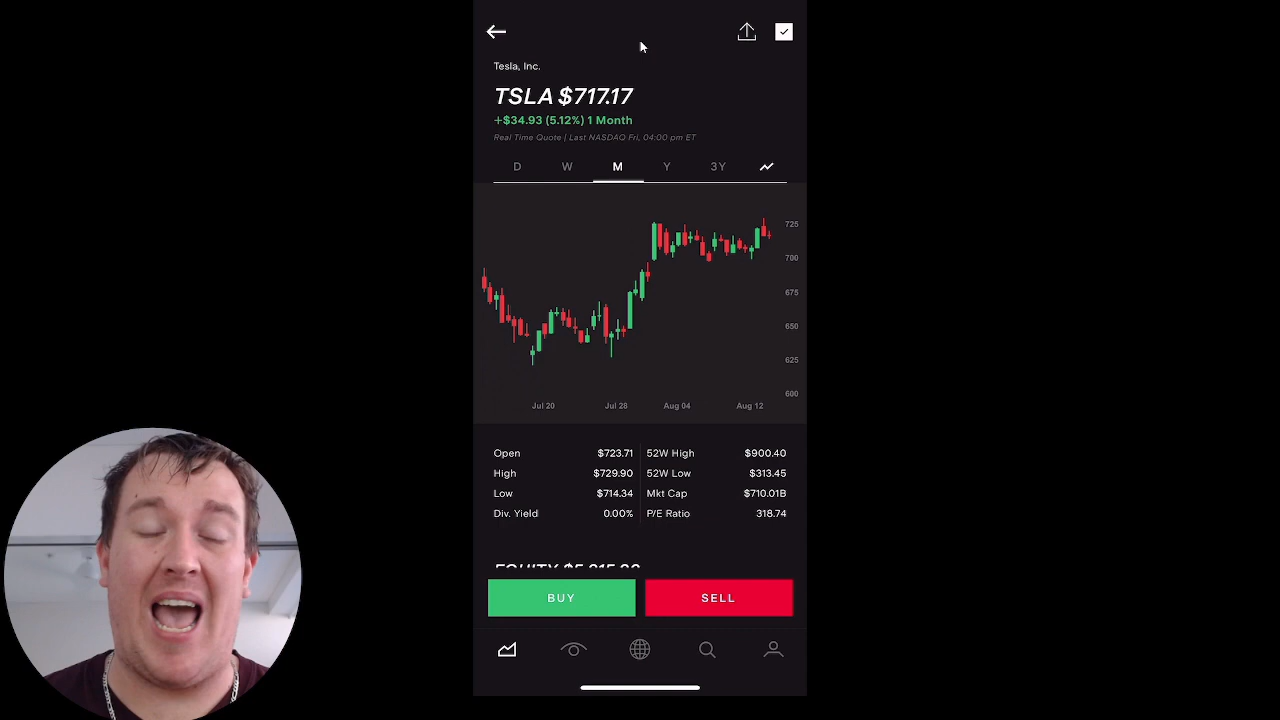 Tesla, Inc.
TSLA $717.17
+$34.93 (5.12%) 1 Month
Real Time Quote | Last NASDAQ Fri, 04:00 pm ET
D W M Y 3Y
725
700
675
650
625
600
Jul 20 Jul 28 Aug 04 Aug 12
Open $723.71 52W High $900.40
High $729.90 52W Low $313.45
Low $714.34 Mkt Cap $710.01B
Div. Yield 0.00% P/E Ratio 318.74
EQUITY
BUY SELL